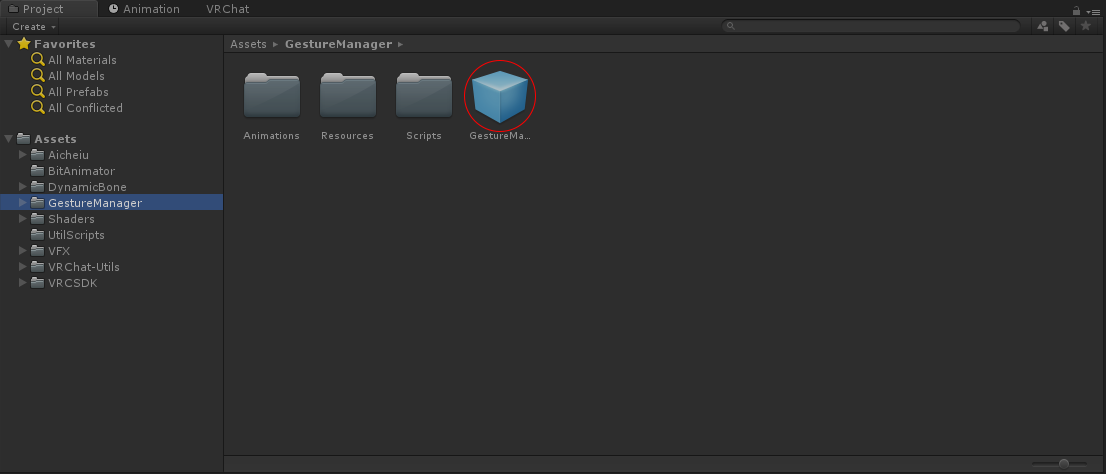 Project
Animation
VRChat
Create
Favorites
All Materials
All Models
All Prefabs
All Conflicted
Assets
Aicheiu
BitAnimator
DynamicBone
GestureManager
Shaders
UtilScripts
VFX
VRChat-Utils
VRCSDK
Assets ▸ GestureManager ▸
Animations
Resources
Scripts
GestureMa...